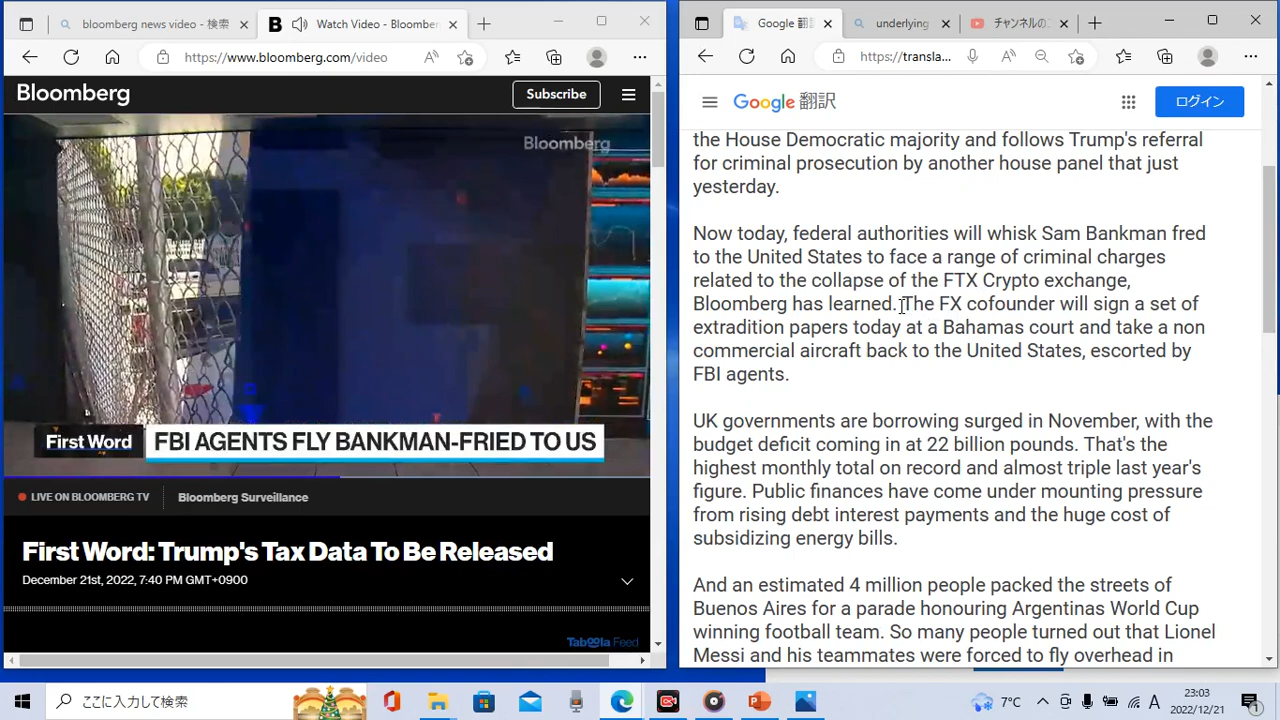 bloomberg news video - 検索
Watch Video - Bloomber
https://www.bloomberg.com/video
Bloomberg
Subscribe
Bloomberg
First Word
FBI AGENTS FLY BANKMAN-FRIED TO US
LIVE ON BLOOMBERG TV
Bloomberg Surveillance
First Word: Trump's Tax Data To Be Released
December 21st, 2022, 7:40 PM GMT+0900
Taboola Feed
Google 翻訳
underlying
チャンネルのコ
https://transla...
Google 翻訳
ログイン
the House Democratic majority and follows Trump's referral
for criminal prosecution by another house panel that just
yesterday.
Now today, federal authorities will whisk Sam Bankman fred
to the United States to face a range of criminal charges
related to the collapse of the FTX Crypto exchange,
Bloomberg has learned. The FX cofounder will sign a set of
extradition papers today at a Bahamas court and take a non
commercial aircraft back to the United States, escorted by
FBI agents.
UK governments are borrowing surged in November, with the
budget deficit coming in at 22 billion pounds. That's the
highest monthly total on record and almost triple last year's
figure. Public finances have come under mounting pressure
from rising debt interest payments and the huge cost of
subsidizing energy bills.
And an estimated 4 million people packed the streets of
Buenos Aires for a parade honouring Argentinas World Cup
winning football team. So many people turned out that Lionel
Messi and his teammates were forced to fly overhead in
ここに入力して検索
7°C
A
23:03
2022/12/21
1